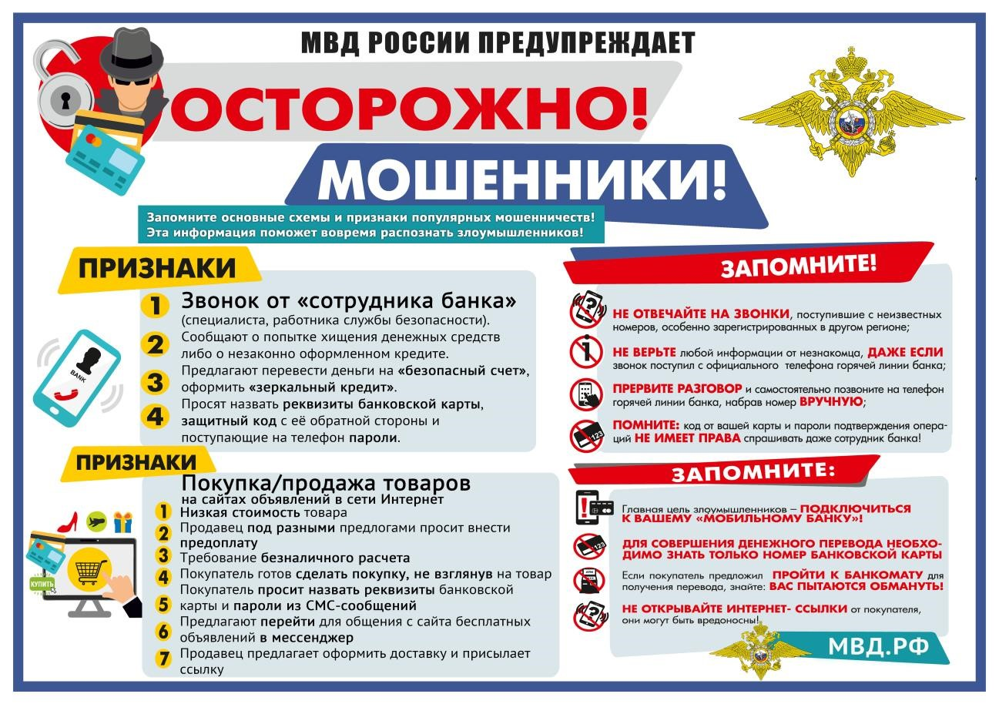 МВД РОССИИ ПРЕДУПРЕЖДАЕТ
ОСТОРОЖНО!
МОШЕННИКИ!
Запомните основные схемы и признаки популярных мошенничеств!
Эта информация поможет вовремя распознать злоумышленников!
ПРИЗНАКИ
BANK
1 Звонок от «сотрудника банка»
(специалиста, работника службы безопасности).
2 Сообщают о попытке хищения денежных средств
либо о незаконно оформленном кредите.
3 Предлагают перевести деньги на «безопасный счет»,
оформить «зеркальный кредит».
4 Просят назвать реквизиты банковской карты,
защитный код с её обратной стороны и
поступающие на телефон пароли.
ЗАПОМНИТЕ!
?
НЕ ОТВЕЧАЙТЕ НА ЗВОНКИ, поступившие с неизвестных
номеров, особенно зарегистрированных в другом регионе;
i
НЕ ВЕРЬТЕ любой информации от незнакомца, ДАЖЕ ЕСЛИ
звонок поступил с официального телефона горячей линии банка;
ПРЕРВИТЕ РАЗГОВОР и самостоятельно позвоните на телефон
горячей линии банка, набрав номер ВРУЧНУЮ;
123
ПОМНИТЕ: код от вашей карты и пароли подтверждения опера-
ций НЕ ИМЕЕТ ПРАВА спрашивать даже сотрудник банка!
ПРИЗНАКИ
КУПИТЬ
Покупка/продажа товаров
на сайтах объявлений в сети Интернет
1 Низкая стоимость товара
2 Продавец под разными предлогами просит внести
предоплату
3 Требование безналичного расчета
4 Покупатель готов сделать покупку, не взглянув на товар
5 Покупатель просит назвать реквизиты банковской
карты и пароли из СМС-сообщений
6 Предлагают перейти для общения с сайта бесплатных
объявлений в мессенджер
7 Продавец предлагает оформить доставку и присылает
ссылку
ЗАПОМНИТЕ:
!
Главная цель злоумышленников – ПОДКЛЮЧИТЬСЯ
К ВАШЕМУ «МОБИЛЬНОМУ БАНКУ»!
123
ДЛЯ СОВЕРШЕНИЯ ДЕНЕЖНОГО ПЕРЕВОДА НЕОБХО-
ДИМО ЗНАТЬ ТОЛЬКО НОМЕР БАНКОВСКОЙ КАРТЫ
ATM
Если покупатель предложил ПРОЙТИ К БАНКОМАТУ для
получения перевода, знайте: ВАС ПЫТАЮТСЯ ОБМАНУТЬ!
?
НЕ ОТКРЫВАЙТЕ ИНТЕРНЕТ- ССЫЛКИ от покупателя,
они могут быть вредоносны!
МВД.РФ